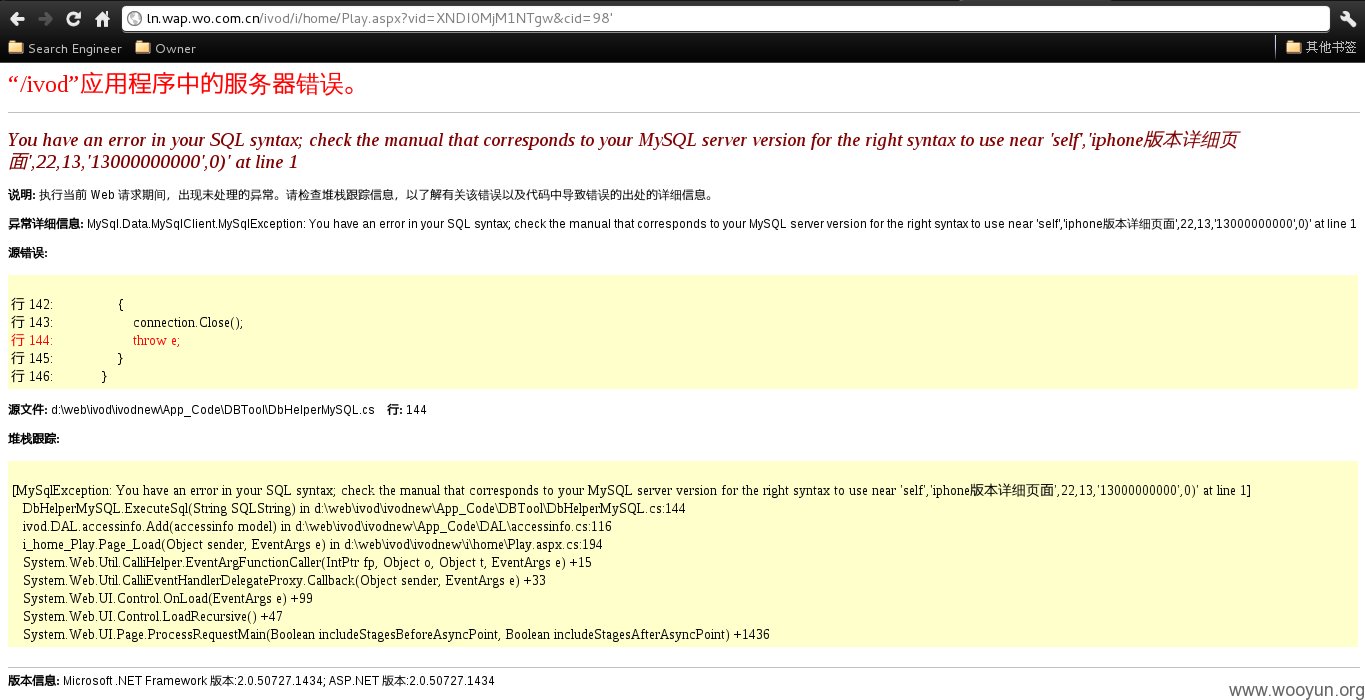 ln.wap.wo.com.cn/ivod/i/home/Play.aspx?vid=XNDI0MjM1NTgw&cid=98'
Search Engineer Owner 其他书签
“/ivod”应用程序中的服务器错误。
You have an error in your SQL syntax; check the manual that corresponds to your MySQL server version for the right syntax to use near 'self','iphone版本详细页
面',22,13,'13000000000',0)' at line 1
说明: 执行当前 Web 请求期间，出现未处理的异常。请检查堆栈跟踪信息，以了解有关该错误以及代码中导致错误的出处的详细信息。
异常详细信息: MySql.Data.MySqlClient.MySqlException: You have an error in your SQL syntax; check the manual that corresponds to your MySQL server version for the right syntax to use near 'self','iphone版本详细页面',22,13,'13000000000',0)' at line 1
源错误:
行 142: {
行 143: connection.Close();
行 144: throw e;
行 145: }
行 146: }
源文件: d:\web\ivod\ivodnew\App_Code\DBTool\DbHelperMySQL.cs 行: 144
堆栈跟踪:
[MySqlException: You have an error in your SQL syntax; check the manual that corresponds to your MySQL server version for the right syntax to use near 'self','iphone版本详细页面',22,13,'13000000000',0)' at line 1]
DbHelperMySQL.ExecuteSql(String SQLString) in d:\web\ivod\ivodnew\App_Code\DBTool\DbHelperMySQL.cs:144
ivod.DAL.accessinfo.Add(accessinfo model) in d:\web\ivod\ivodnew\App_Code\DAL\accessinfo.cs:116
i_home_Play.Page_Load(Object sender, EventArgs e) in d:\web\ivod\ivodnew\i\home\Play.aspx.cs:194
System.Web.Util.CalliHelper.EventArgFunctionCaller(IntPtr fp, Object o, Object t, EventArgs e) +15
System.Web.Util.CalliEventHandlerDelegateProxy.Callback(Object sender, EventArgs e) +33
System.Web.UI.Control.OnLoad(EventArgs e) +99
System.Web.UI.Control.LoadRecursive() +47
System.Web.UI.Page.ProcessRequestMain(Boolean includeStagesBeforeAsyncPoint, Boolean includeStagesAfterAsyncPoint) +1436
版本信息: Microsoft .NET Framework 版本:2.0.50727.1434; ASP.NET 版本:2.0.50727.1434
www.wooyun.org